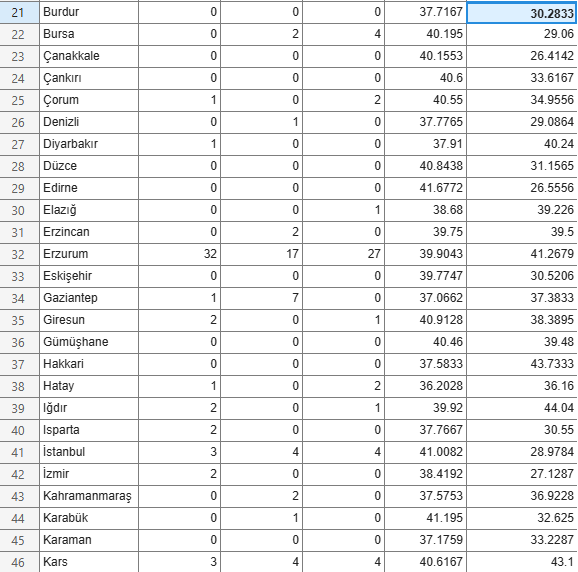 21 Burdur 0 0 0 37.7167 30.2833
22 Bursa 0 2 4 40.195 29.06
23 Çanakkale 0 0 0 40.1553 26.4142
24 Çankırı 0 0 0 40.6 33.6167
25 Çorum 1 0 2 40.55 34.9556
26 Denizli 0 1 0 37.7765 29.0864
27 Diyarbakır 1 0 0 37.91 40.24
28 Düzce 0 0 0 40.8438 31.1565
29 Edirne 0 0 0 41.6772 26.5556
30 Elazığ 0 0 1 38.68 39.226
31 Erzincan 0 2 0 39.75 39.5
32 Erzurum 32 17 27 39.9043 41.2679
33 Eskişehir 0 0 0 39.7747 30.5206
34 Gaziantep 1 7 0 37.0662 37.3833
35 Giresun 2 0 1 40.9128 38.3895
36 Gümüşhane 0 0 0 40.46 39.48
37 Hakkari 0 0 0 37.5833 43.7333
38 Hatay 1 0 2 36.2028 36.16
39 Iğdır 2 0 1 39.92 44.04
40 Isparta 2 0 0 37.7667 30.55
41 İstanbul 3 4 4 41.0082 28.9784
42 İzmir 2 0 0 38.4192 27.1287
43 Kahramanmaraş 0 2 0 37.5753 36.9228
44 Karabük 0 1 0 41.195 32.625
45 Karaman 0 0 0 37.1759 33.2287
46 Kars 3 4 4 40.6167 43.1